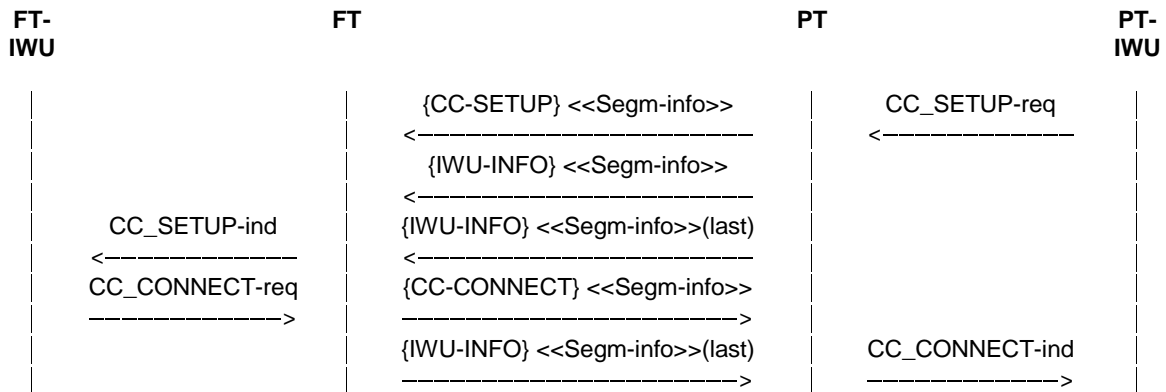 FT-IWU FT PT PT-IWU
{CC-SETUP} <<Segm-info>> CC_SETUP-req
{IWU-INFO} <<Segm-info>>
CC_SETUP-ind {IWU-INFO} <<Segm-info>>(last)
CC_CONNECT-req {CC-CONNECT} <<Segm-info>>
{IWU-INFO} <<Segm-info>>(last) CC_CONNECT-ind